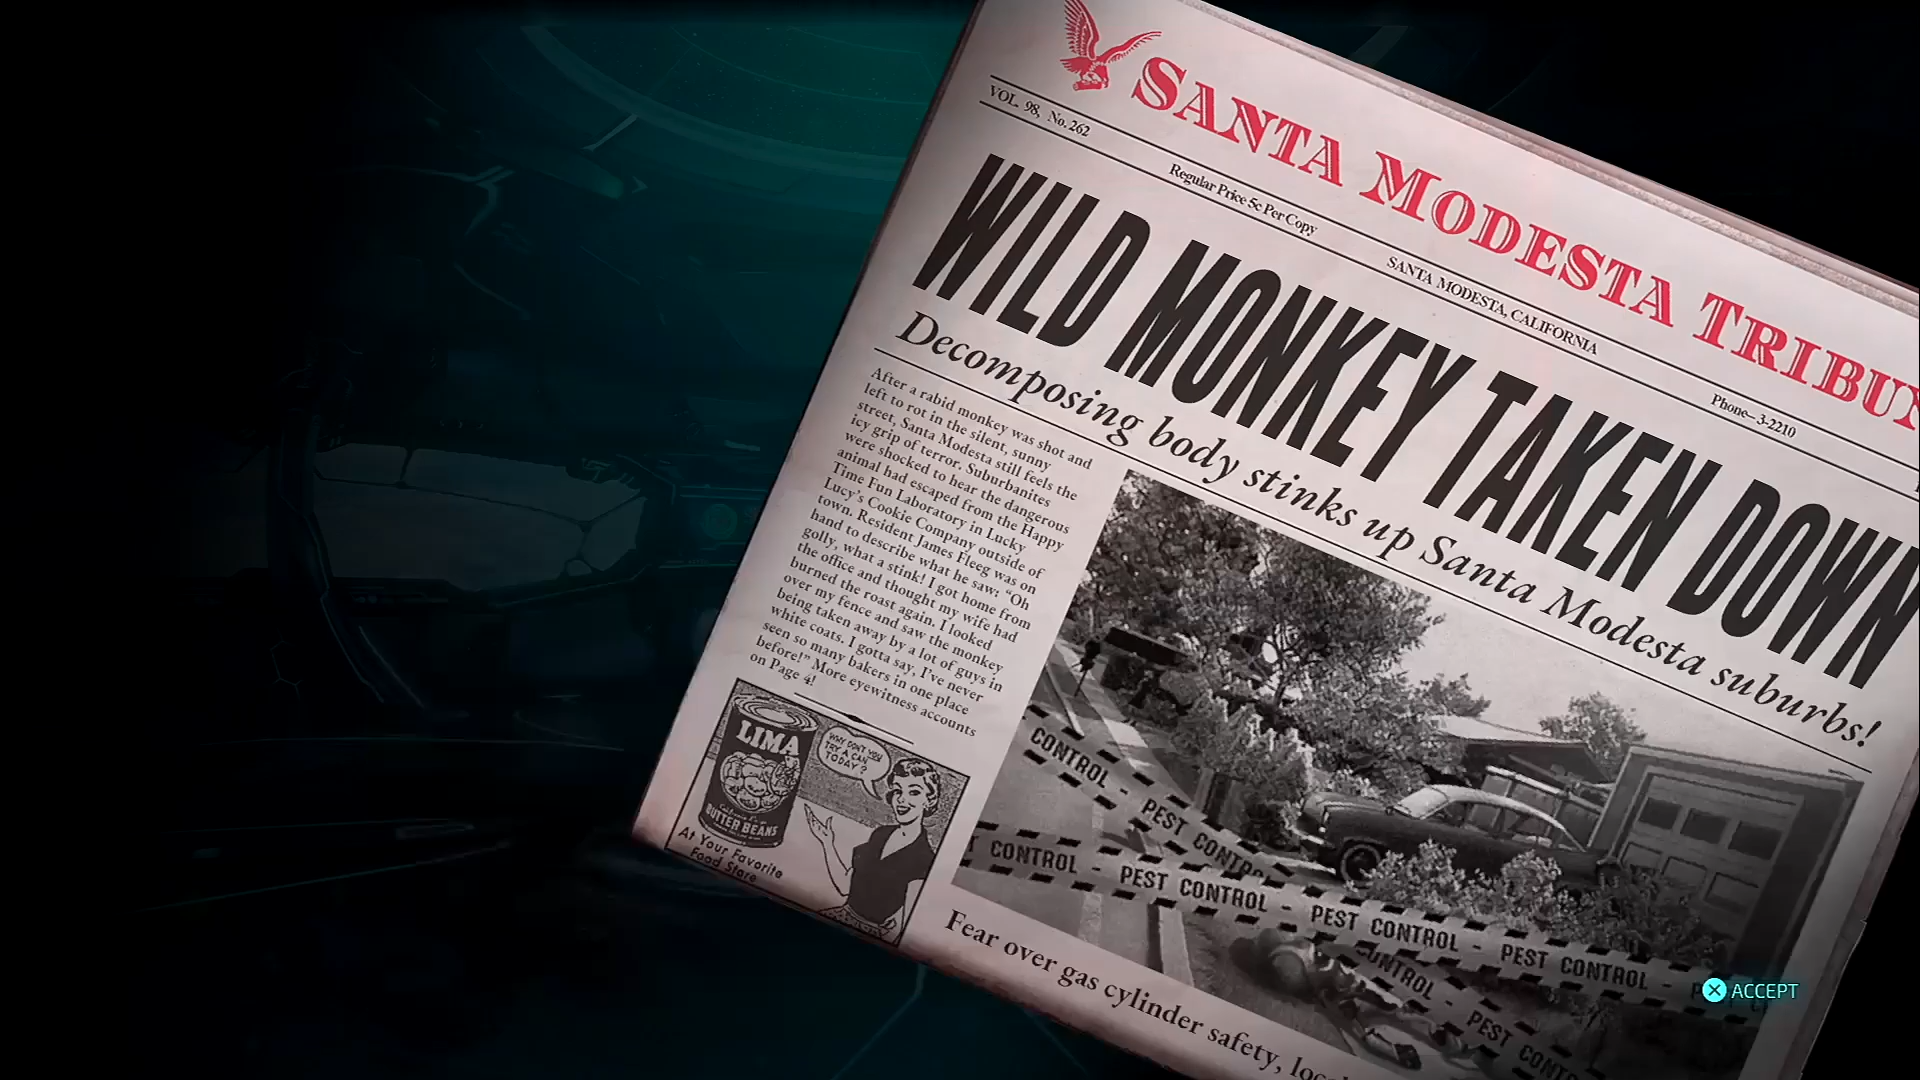 SANTA MODESTA TRIBUN
VOL. 98, No. 262
Regular Price 5c Per Copy
SANTA MODESTA, CALIFORNIA
Phone– 3-2210
WILD MONKEY TAKEN DOWN
Decomposing body stinks up Santa Modesta suburbs!
After a rabid monkey was shot and
left to rot in the silent, sunny
street, Santa Modesta still feels the
icy grip of terror. Suburbanites
were shocked to hear the dangerous
animal had escaped from the Happy
Time Fun Laboratory in Lucky
Lucy's Cookie Company outside of
town. Resident James Fleeg was on
hand to describe what he saw: "Oh
golly, what a stink! I got home from
the office and thought my wife had
burned the roast again. I looked
over my fence and saw the monkey
being taken away by a lot of guys in
white coats. I gotta say, I've never
seen so many bakers in one place
before!" More eyewitness accounts
on Page 4!
LIMA
BUTTER BEANS
WHY DON'T YOU
TRY A CAN
TODAY?
At Your Favorite
Food Store
CONTROL - PEST CONTROL
T CONTROL - PEST CONTROL - PEST CONTROL - PEST CONTROL - P
CONTROL - PEST CONT
Fear over gas cylinder safety, loc
ACCEPT